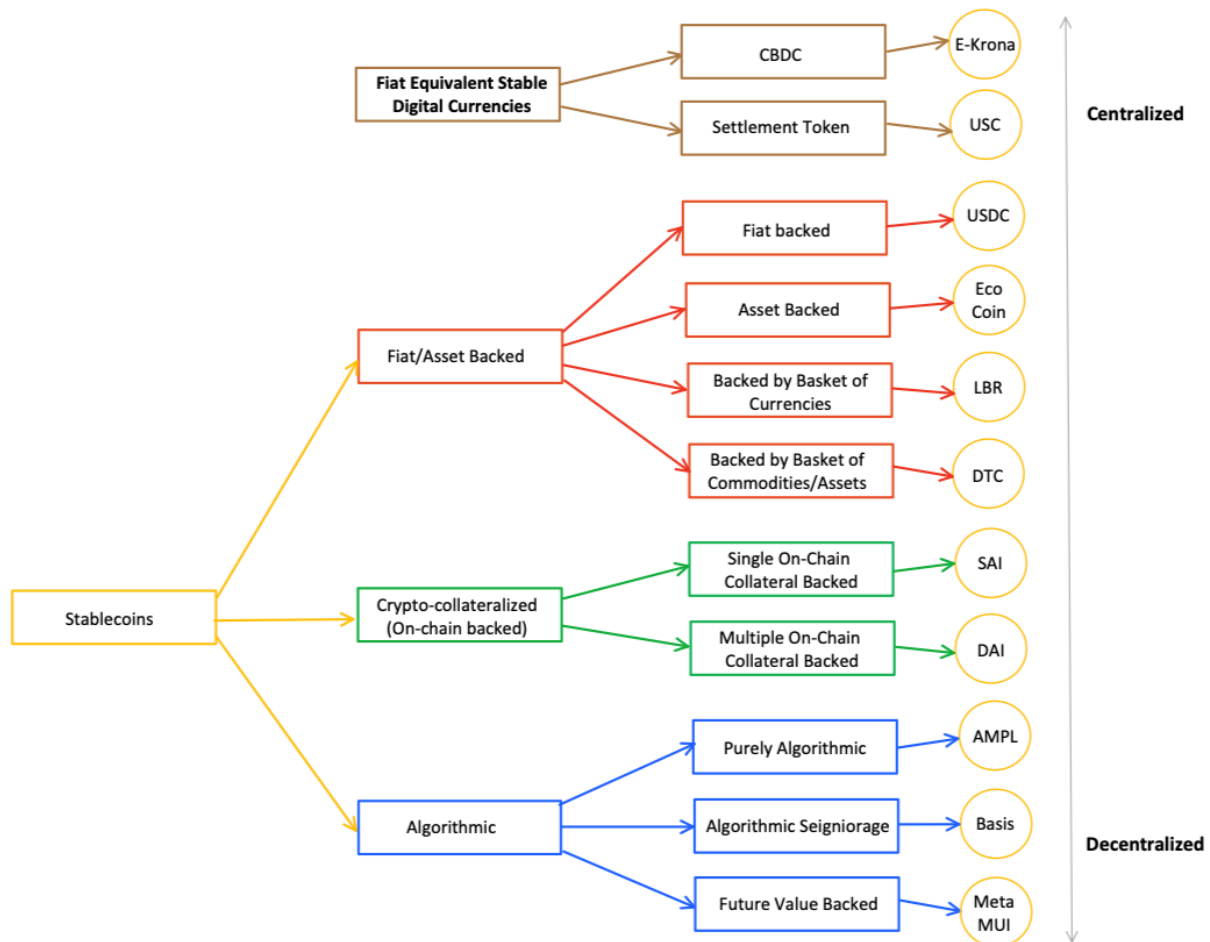 CBDC
E-Krona
Fiat Equivalent Stable
Digital Currencies
Centralized
Settlement Token
USC
Fiat backed
USDC
Asset Backed
Eco
Coin
Fiat/Asset Backed
Backed by Basket of
Currencies
LBR
Backed by Basket of
Commodities/Assets
DTC
Single On-Chain
Collateral Backed
SAI
Stablecoins
Crypto-collateralized
(On-chain backed)
Multiple On-Chain
Collateral Backed
DAI
Purely Algorithmic
AMPL
Algorithmic
Algorithmic Seigniorage
Basis
Decentralized
Future Value Backed
Meta
MUI